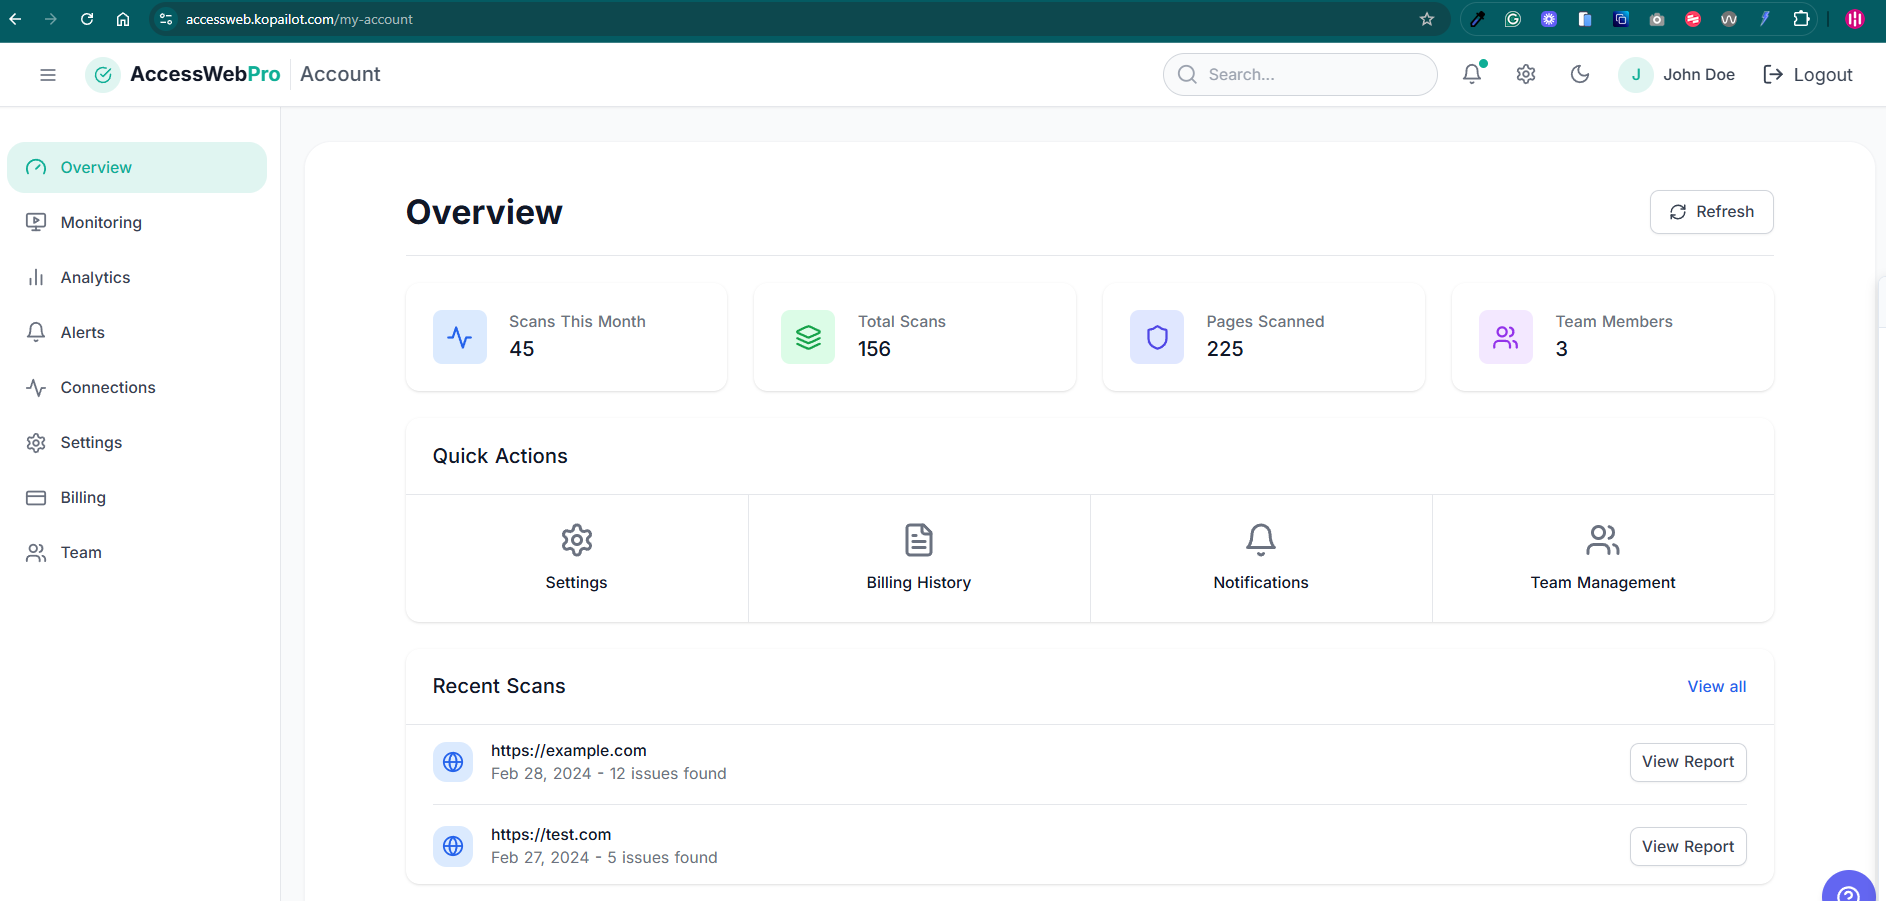 accessweb.kopailot.com/my-account
AccessWebPro
Account
Search...
J
John Doe
Logout
Overview
Monitoring
Analytics
Alerts
Connections
Settings
Billing
Team
Overview
Refresh
Scans This Month
45
Total Scans
156
Pages Scanned
225
Team Members
3
Quick Actions
Settings
Billing History
Notifications
Team Management
Recent Scans
View all
https://example.com
Feb 28, 2024 - 12 issues found
View Report
https://test.com
Feb 27, 2024 - 5 issues found
View Report